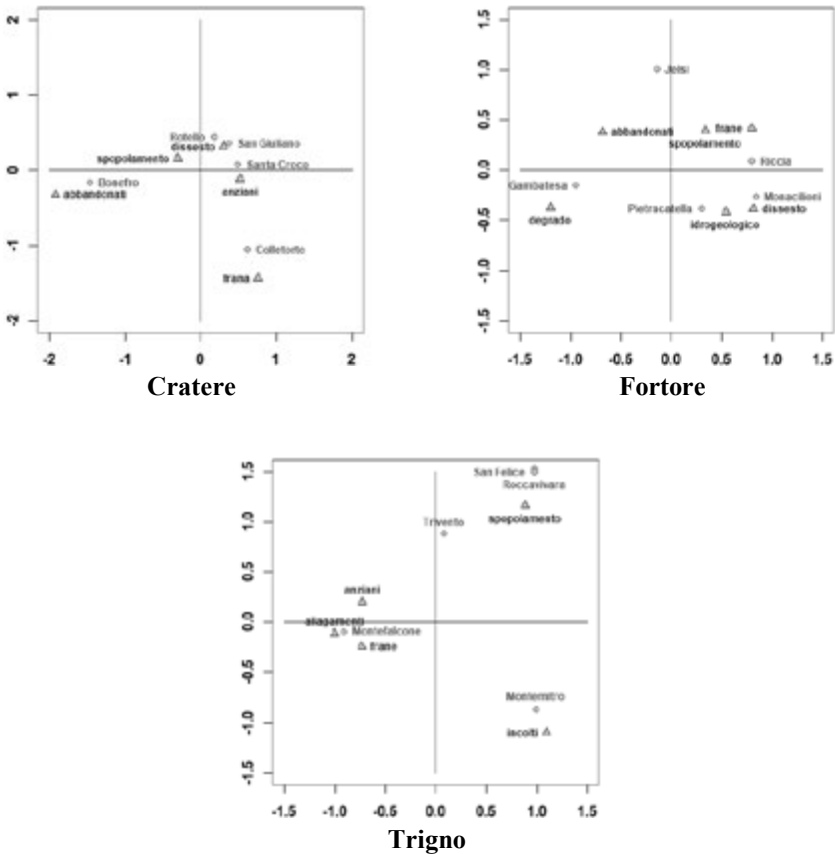 2
1
0
-1
-2
Rotello
dissesto
San Giuliano
spopolamento
Santa Croce
Bonefro
anziani
abbandonati
Colletorto
frana
-2 -1 0 1 2
Cratere
1.5
1.0
0.5
0.0
-0.5
-1.0
-1.5
Jelsi
abbandonati
frane
spopolamento
Riccia
Gambatesa
Monacilioni
Pietracatella
dissesto
degrado
idrogeologico
-1.5 -1.0 -0.5 0.0 0.5 1.0 1.5
Fortore
1.5
1.0
0.5
0.0
-0.5
-1.0
-1.5
San Felice
Roccavivara
Trivento
spopolamento
anziani
allagamenti
Montefalcone
frane
Montemitro
incolti
-1.5 -1.0 -0.5 0.0 0.5 1.0 1.5
Trigno